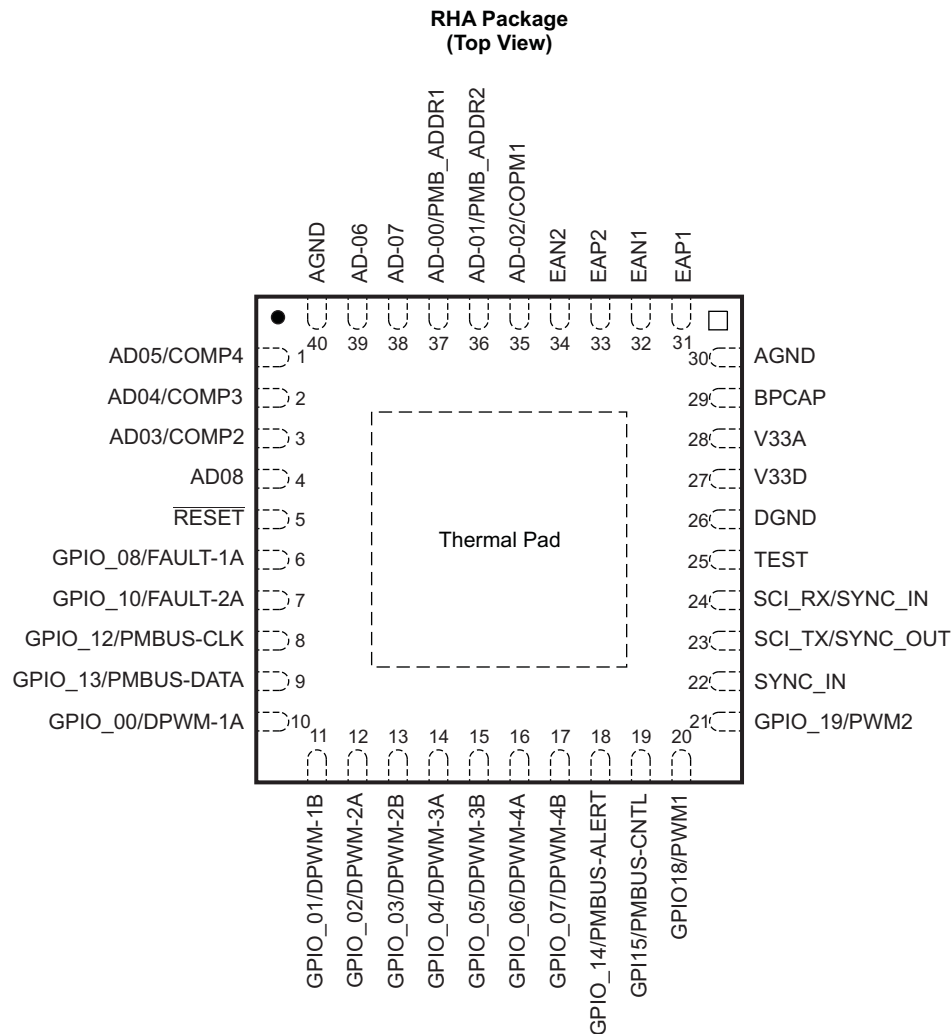 RHA Package
(Top View)
AGND
AD-06
AD-07
AD-00/PMB_ADDR1
AD-01/PMB_ADDR2
AD-02/COPM1
EAN2
EAP2
EAN1
EAP1
40
39
38
37
36
35
34
33
32
31
AD05/COMP4 1
AD04/COMP3 2
AD03/COMP2 3
AD08 4
RESET 5
GPIO_08/FAULT-1A 6
GPIO_10/FAULT-2A 7
GPIO_12/PMBUS-CLK 8
GPIO_13/PMBUS-DATA 9
GPIO_00/DPWM-1A 10
Thermal Pad
30 AGND
29 BPCAP
28 V33A
27 V33D
26 DGND
25 TEST
24 SCI_RX/SYNC_IN
23 SCI_TX/SYNC_OUT
22 SYNC_IN
21 GPIO_19/PWM2
11
12
13
14
15
16
17
18
19
20
GPIO_01/DPWM-1B
GPIO_02/DPWM-2A
GPIO_03/DPWM-2B
GPIO_04/DPWM-3A
GPIO_05/DPWM-3B
GPIO_06/DPWM-4A
GPIO_07/DPWM-4B
GPIO_14/PMBUS-ALERT
GPI15/PMBUS-CNTL
GPIO18/PWM1